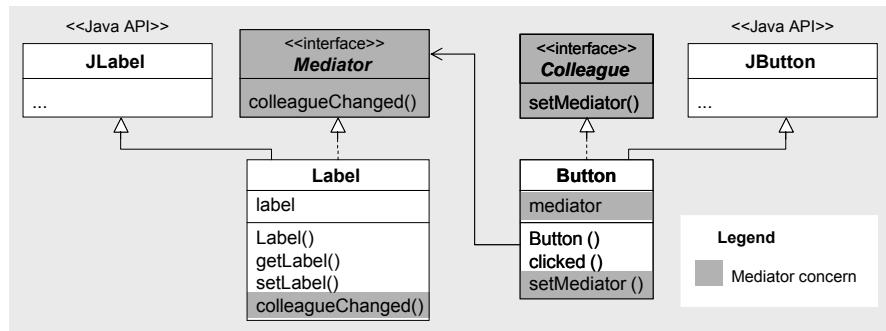 <<Java API>>
JLabel
...
<<interface>>
Mediator
colleagueChanged()
<<interface>>
Colleague
setMediator()
<<Java API>>
JButton
...
Label
label
Label()
getLabel()
setLabel()
colleagueChanged()
Button
mediator
Button ()
clicked ()
setMediator ()
Legend
Mediator concern